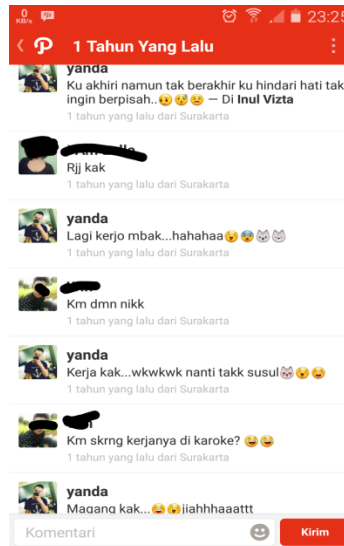 0
KB/s
23:25
1 Tahun Yang Lalu
yanda
Ku akhiri namun tak berakhir ku hindari hati tak
ingin berpisah..😥😴😣 — Di Inul Vizta
1 tahun yang lalu dari Surakarta
Rjj kak
1 tahun yang lalu dari Surakarta
yanda
Lagi kerjo mbak...hahahaa
1 tahun yang lalu dari Surakarta
Km dmn nikk
1 tahun yang lalu dari Surakarta
yanda
Kerja kak...wkwkwk nanti takk susul
1 tahun yang lalu dari Surakarta
Km skrng kerjanya di karoke?
1 tahun yang lalu dari Surakarta
yanda
Magang kak...jiahhhaaattt
Komentari
Kirim